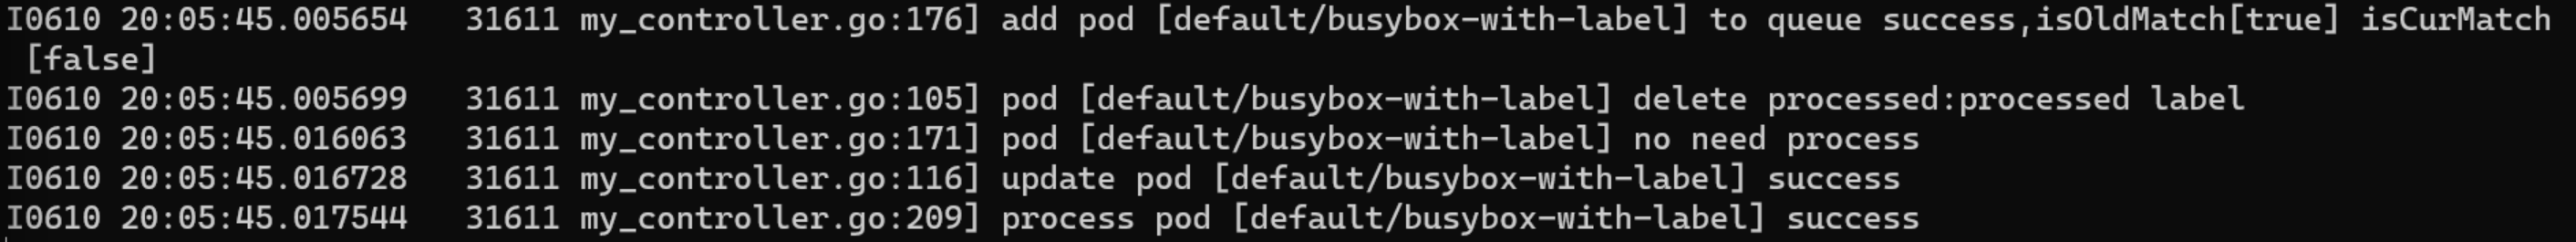 I0610 20:05:45.005654   31611 my_controller.go:176] add pod [default/busybox-with-label] to queue success,isOldMatch[true] isCurMatch
[false]
I0610 20:05:45.005699   31611 my_controller.go:105] pod [default/busybox-with-label] delete processed:processed label
I0610 20:05:45.016063   31611 my_controller.go:171] pod [default/busybox-with-label] no need process
I0610 20:05:45.016728   31611 my_controller.go:116] update pod [default/busybox-with-label] success
I0610 20:05:45.017544   31611 my_controller.go:209] process pod [default/busybox-with-label] success